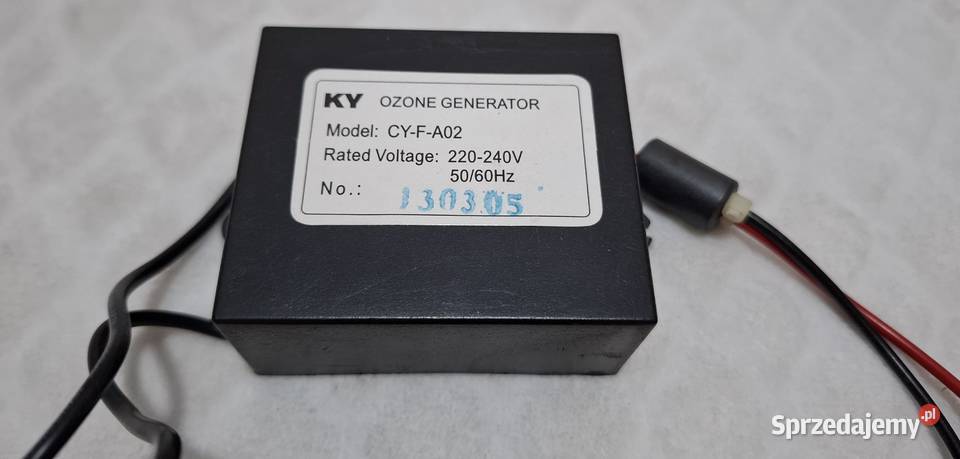 KY OZONE GENERATOR
Model: CY-F-A02
Rated Voltage: 220-240V
50/60Hz
No.: 130305
Sprzedajemy.pl